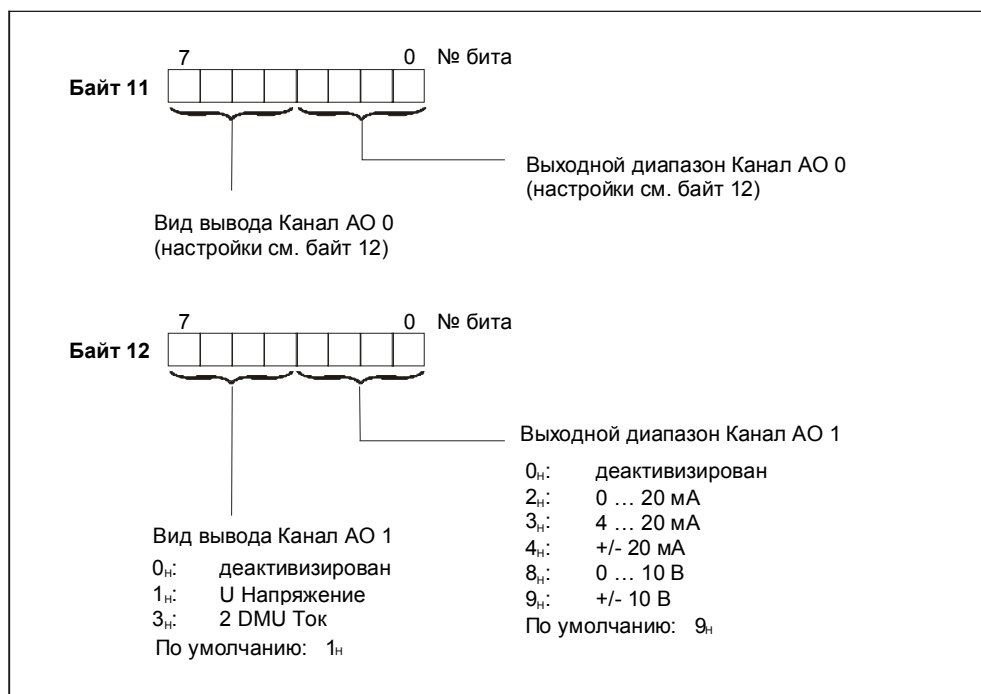 7 0 № бита
Байт 11
Выходной диапазон Канал АО 0
(настройки см. байт 12)
Вид вывода Канал АО 0
(настройки см. байт 12)
7 0 № бита
Байт 12
Выходной диапазон Канал АО 1
0н: деактивизирован
2н: 0 … 20 мА
3н: 4 … 20 мА
4н: +/- 20 мА
8н: 0 … 10 В
9н: +/- 10 В
По умолчанию: 9н
Вид вывода Канал АО 1
0н: деактивизирован
1н: U Напряжение
3н: 2 DMU Ток
По умолчанию: 1н